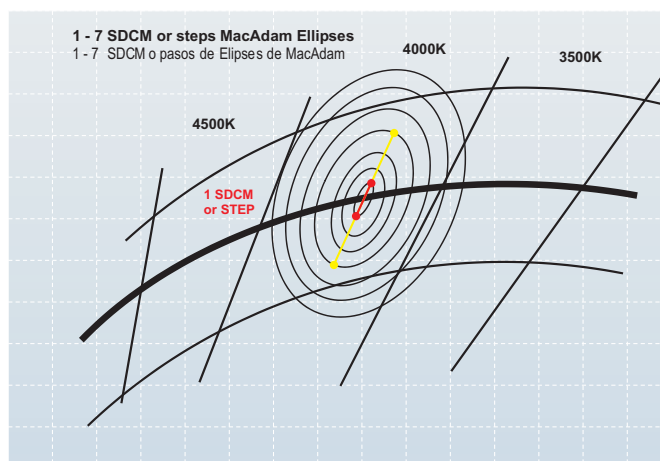 1 - 7 SDCM or steps MacAdam Ellipses
1 - 7 SDCM o pasos de Elipses de MacAdam
4000K
3500K
4500K
1 SDCM
or STEP